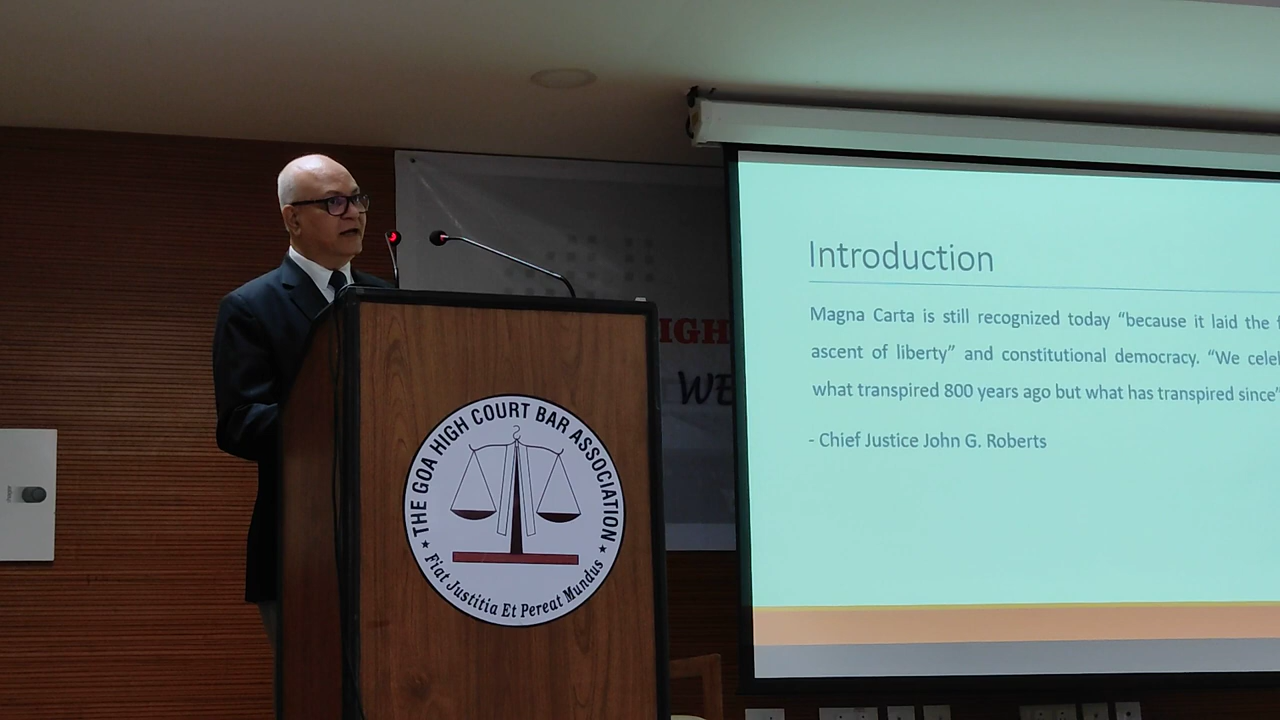 THE GOA HIGH COURT BAR ASSOCIATION
Fiat Justitia Et Pereat Mundus
IGH
WE
Introduction
Magna Carta is still recognized today “because it laid the
ascent of liberty” and constitutional democracy. “We celeb
what transpired 800 years ago but what has transpired since”
- Chief Justice John G. Roberts